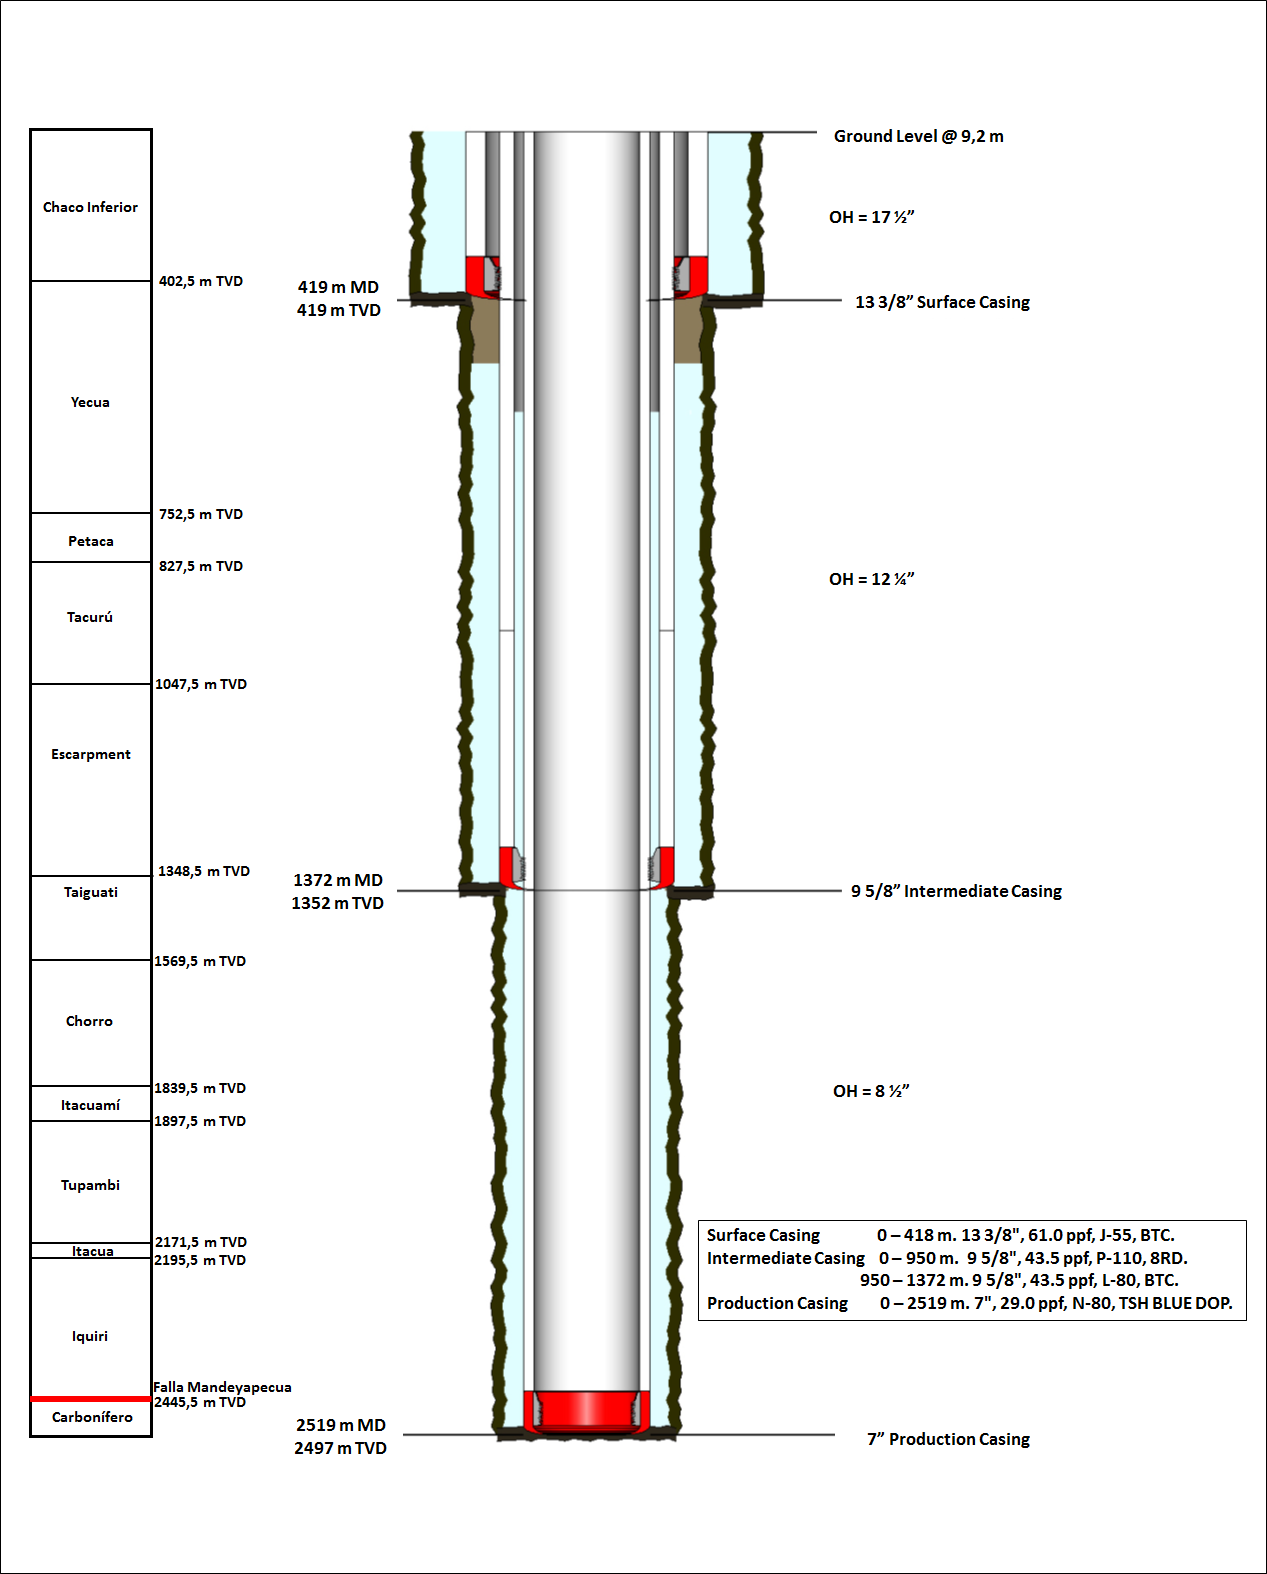 Ground Level @ 9,2 m
Chaco Inferior
OH = 17 ½”
402,5 m TVD
419 m MD
419 m TVD
13 3/8” Surface Casing
Yecua
752,5 m TVD
Petaca
827,5 m TVD
OH = 12 ¼”
Tacurú
1047,5 m TVD
Escarpment
1348,5 m TVD
Taiguati
1372 m MD
1352 m TVD
9 5/8” Intermediate Casing
1569,5 m TVD
Chorro
1839,5 m TVD
OH = 8 ½”
Itacuamí
1897,5 m TVD
Tupambi
2171,5 m TVD
Itacua
2195,5 m TVD
Surface Casing 0 – 418 m. 13 3/8", 61.0 ppf, J-55, BTC.
Intermediate Casing 0 – 950 m. 9 5/8", 43.5 ppf, P-110, 8RD.
950 – 1372 m. 9 5/8", 43.5 ppf, L-80, BTC.
Production Casing 0 – 2519 m. 7", 29.0 ppf, N-80, TSH BLUE DOP.
Iquiri
Falla Mandeyapecua
2445,5 m TVD
Carbonífero
2519 m MD
2497 m TVD
7” Production Casing